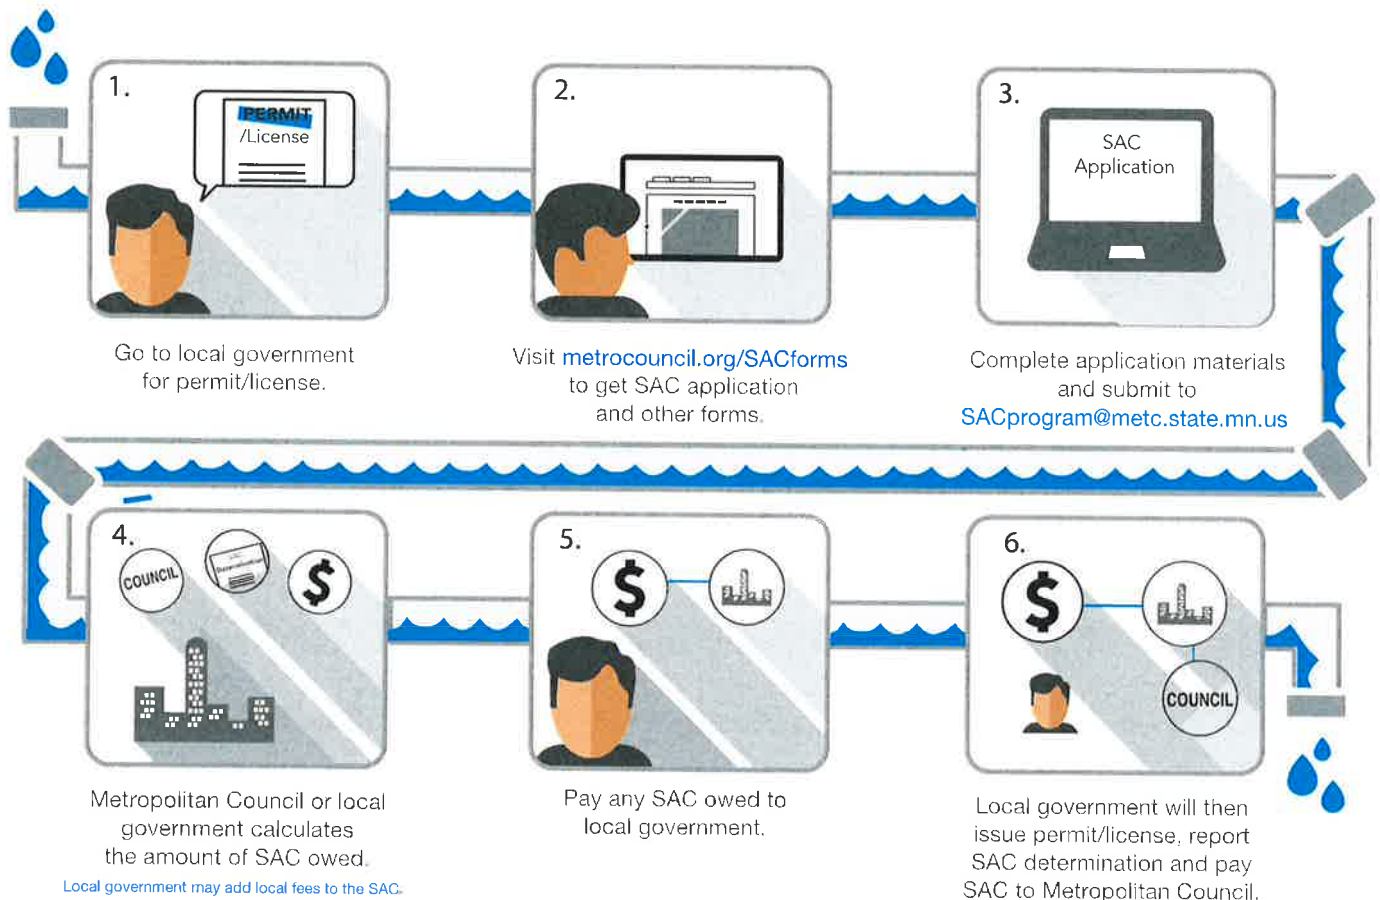 1.
PERMIT
/License
Go to local government
for permit/license.
2.
Visit metrocouncil.org/SACforms
to get SAC application
and other forms.
3.
SAC
Application
Complete application materials
and submit to
SACprogram@metc.state.mn.us
4.
COUNCIL
SAC
Determination
$
Metropolitan Council or local
government calculates
the amount of SAC owed.
Local government may add local fees to the SAC.
5.
$
Pay any SAC owed to
local government.
6.
$
COUNCIL
Local government will then
issue permit/license, report
SAC determination and pay
SAC to Metropolitan Council.